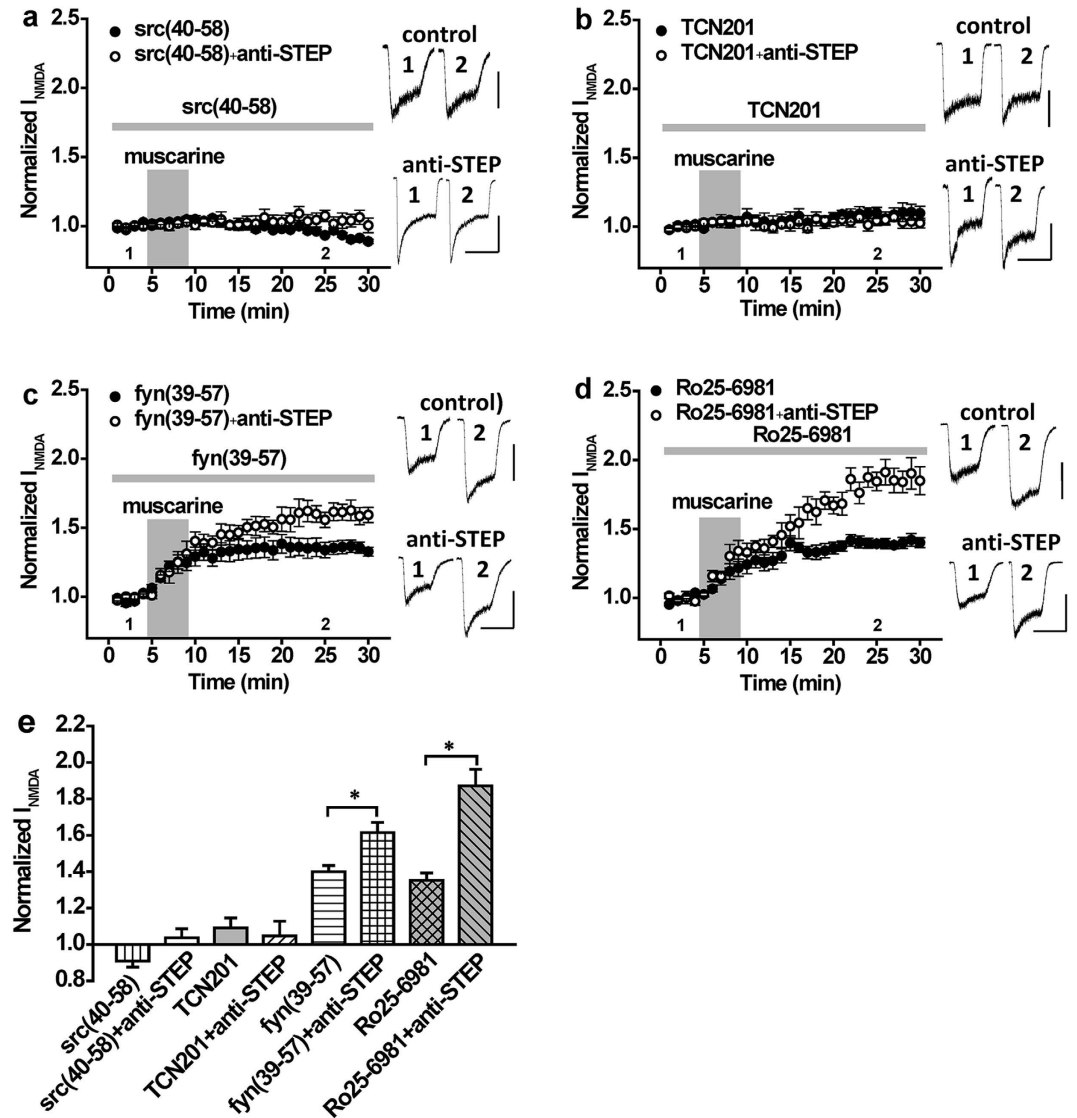 a
src(40-58)
src(40-58)+anti-STEP
src(40-58)
muscarine
Normalized I_NMDA
2.5
2.0
1.5
1.0
1
2
0 5 10 15 20 25 30
Time (min)
control
1 2
anti-STEP
1 2
b
TCN201
TCN201+anti-STEP
TCN201
muscarine
Normalized I_NMDA
2.5
2.0
1.5
1.0
1
2
0 5 10 15 20 25 30
Time (min)
control
1 2
anti-STEP
1 2
c
fyn(39-57)
fyn(39-57)+anti-STEP
fyn(39-57)
muscarine
Normalized I_NMDA
2.5
2.0
1.5
1.0
1
2
0 5 10 15 20 25 30
Time (min)
control)
1 2
anti-STEP
1 2
d
Ro25-6981
Ro25-6981+anti-STEP
Ro25-6981
muscarine
Normalized I_NMDA
2.5
2.0
1.5
1.0
1
2
0 5 10 15 20 25 30
Time (min)
control
1 2
anti-STEP
1 2
e
Normalized I_NMDA
2.2
2.0
1.8
1.6
1.4
1.2
1.0
0.8
*
*
src(40-58)
src(40-58)+anti-STEP
TCN201
TCN201+anti-STEP
fyn(39-57)
fyn(39-57)+anti-STEP
Ro25-6981
Ro25-6981+anti-STEP